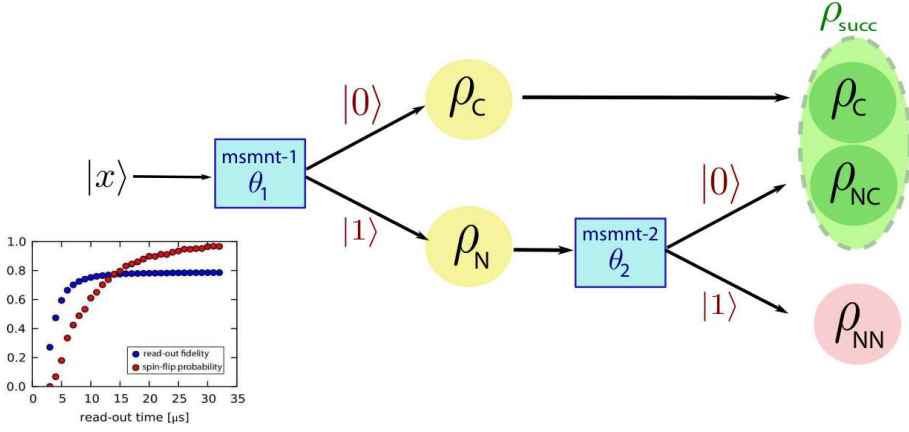 ρsucc
|0⟩
ρC
ρC
msmnt-1
θ1
|x⟩
|0⟩
ρNC
|1⟩
ρN
msmnt-2
θ2
|1⟩
ρNN
1.0
0.8
0.6
0.4
0.2
0.0
read-out fidelity
spin-flip probability
0 5 10 15 20 25 30 35
read-out time [μs]